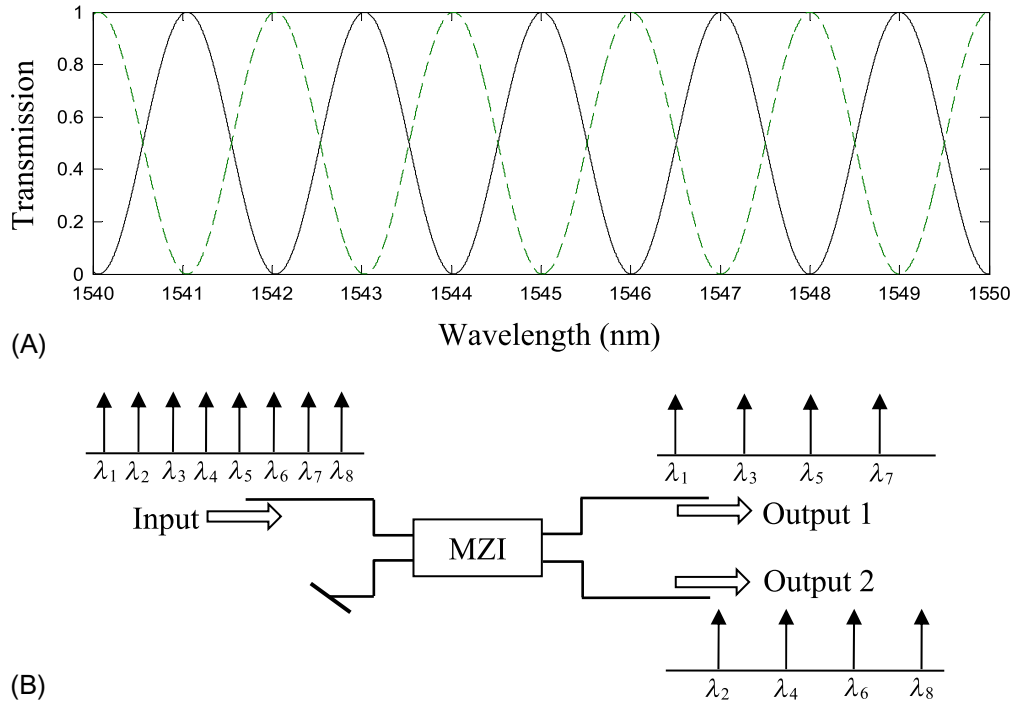 1
0.8
0.6
0.4
0.2
0
Transmission
1540 1541 1542 1543 1544 1545 1546 1547 1548 1549 1550
Wavelength (nm)
(A)
λ1 λ2 λ3 λ4 λ5 λ6 λ7 λ8
λ1 λ3 λ5 λ7
Input
MZI
Output 1
Output 2
λ2 λ4 λ6 λ8
(B)